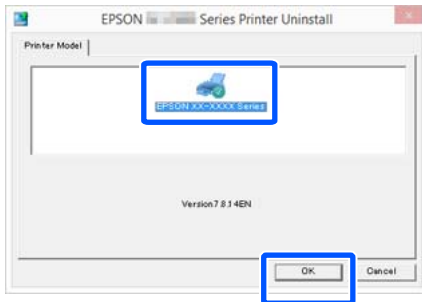 EPSON Series Printer Uninstall
Printer Model
EPSON XX-XXXX Series
Version7.8.14EN
OK
Cancel